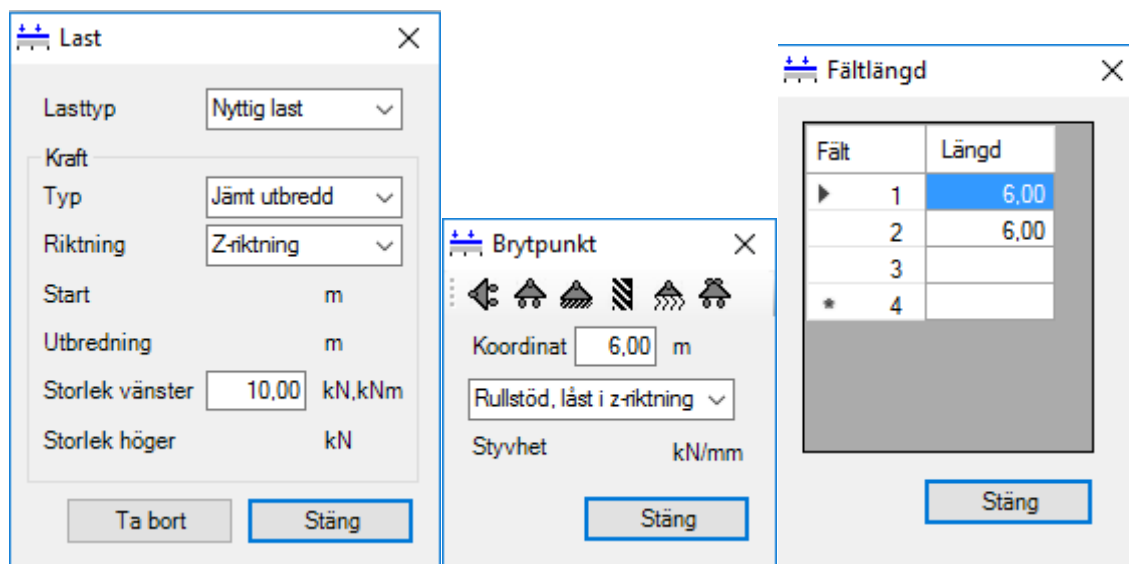 Last
Lasttyp Nyttig last
Kraft
Typ Jämt utbredd
Riktning Z-riktning
Start m
Utbredning m
Storlek vänster 10,00 kN,kNm
Storlek höger kN
Ta bort Stäng
Brytpunkt
Koordinat 6,00 m
Rullstöd, låst i z-riktning
Styvhet kN/mm
Stäng
Fältlängd
Fält Längd
1 6,00
2 6,00
3
* 4
Stäng